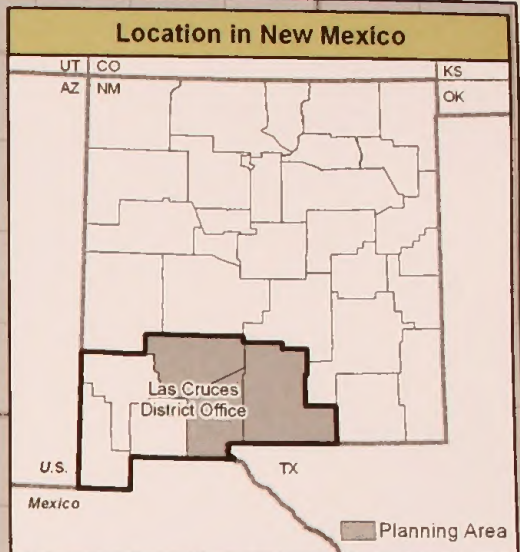 Location in New Mexico
UT CO
KS
AZ NM
OK
Las Cruces
District Office
U.S.
TX
Mexico
Planning Area